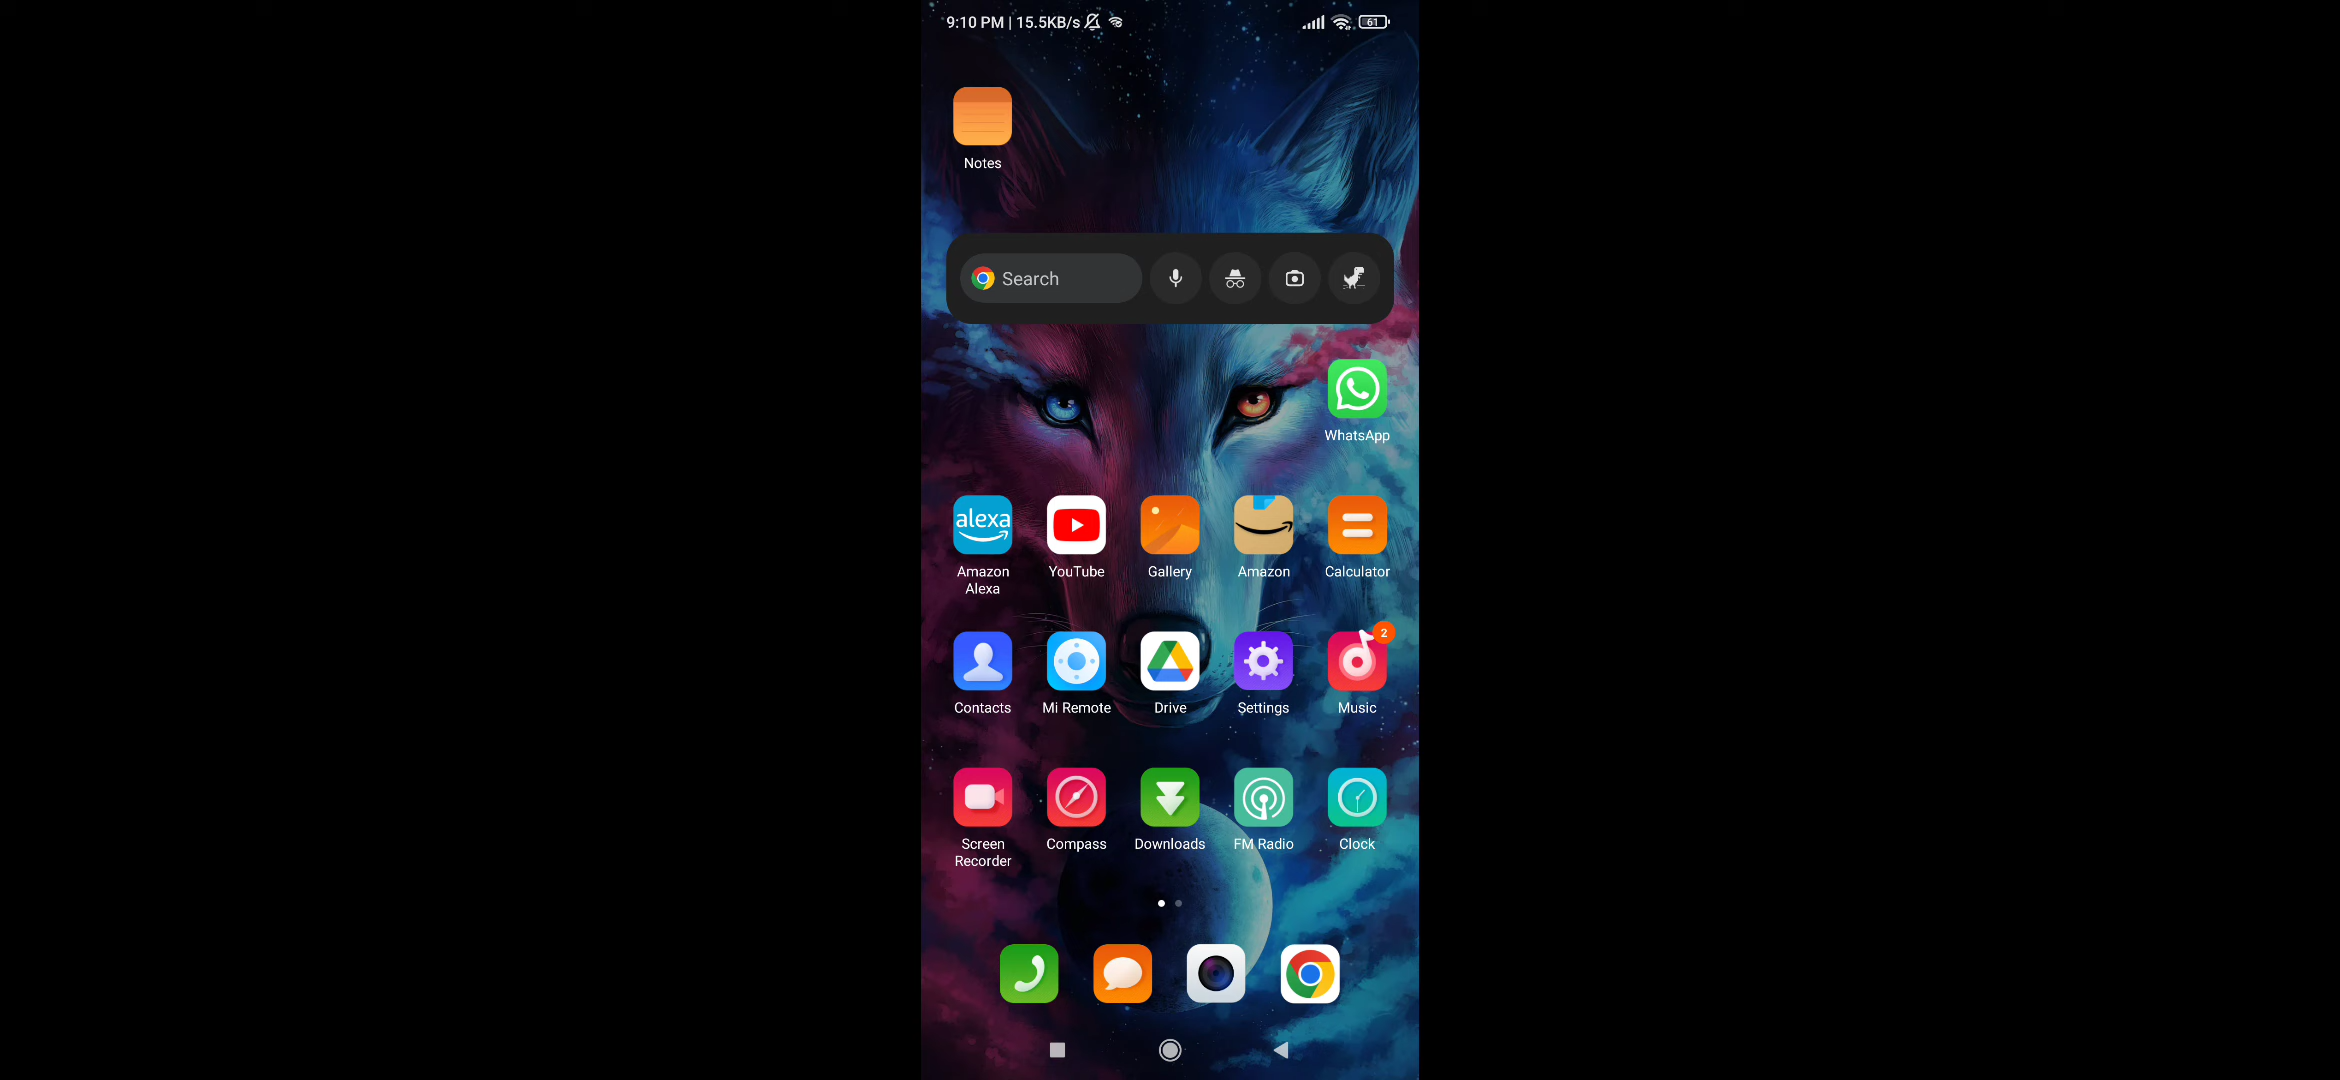 9:10 PM | 15.5KB/s
61
Notes
Search
WhatsApp
alexa
Amazon Alexa
YouTube
Gallery
Amazon
Calculator
2
Contacts
Mi Remote
Drive
Settings
Music
Screen Recorder
Compass
Downloads
FM Radio
Clock